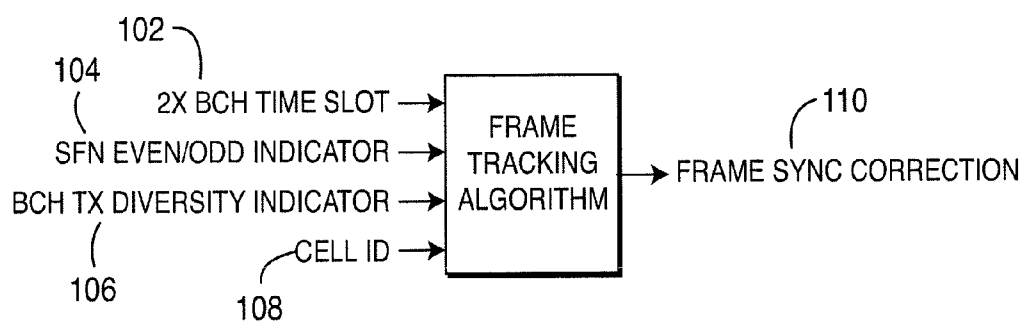 102
104
2X BCH TIME SLOT
SFN EVEN/ODD INDICATOR
BCH TX DIVERSITY INDICATOR
CELL ID
106
108
FRAME
TRACKING
ALGORITHM
110
FRAME SYNC CORRECTION